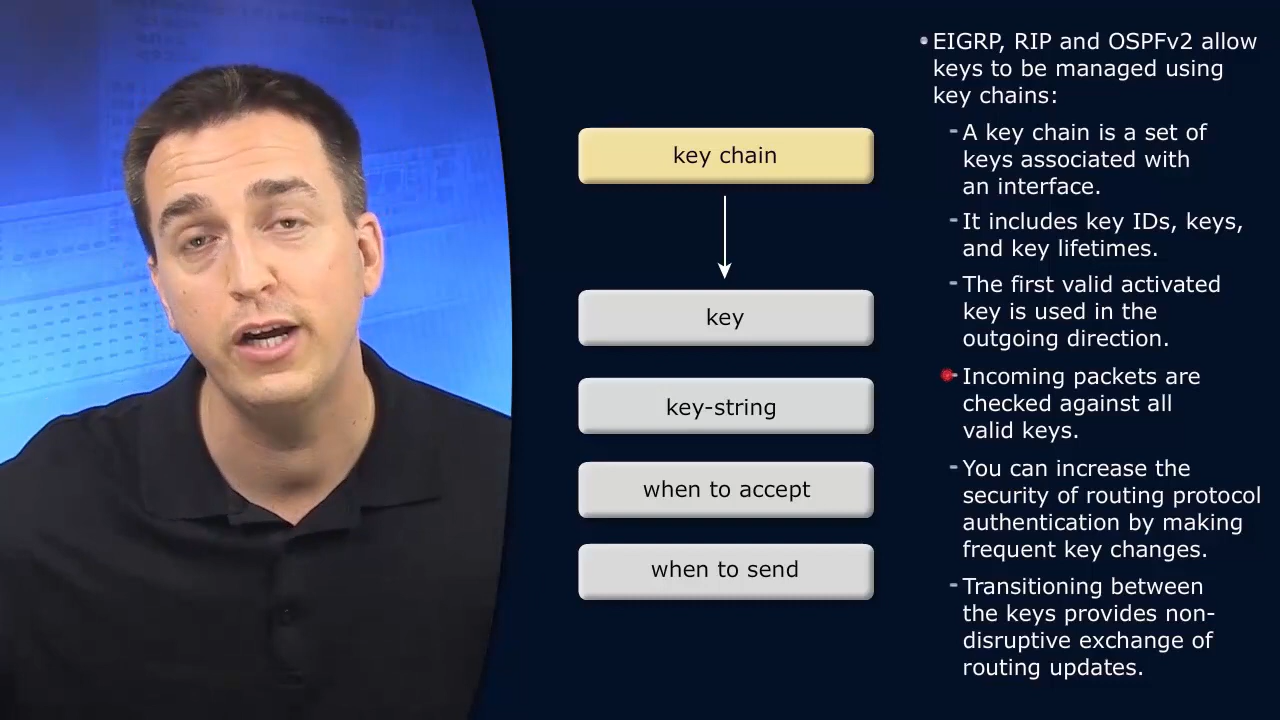 key chain
key
key-string
when to accept
when to send
EIGRP, RIP and OSPFv2 allow
keys to be managed using
key chains:
A key chain is a set of
keys associated with
an interface.
It includes key IDs, keys,
and key lifetimes.
The first valid activated
key is used in the
outgoing direction.
Incoming packets are
checked against all
valid keys.
You can increase the
security of routing protocol
authentication by making
frequent key changes.
Transitioning between
the keys provides non-
disruptive exchange of
routing updates.